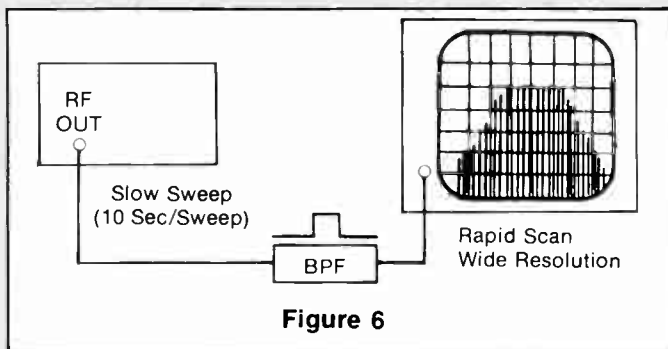 RF
OUT
Slow Sweep
(10 Sec/Sweep)
BPF
Rapid Scan
Wide Resolution
Figure 6